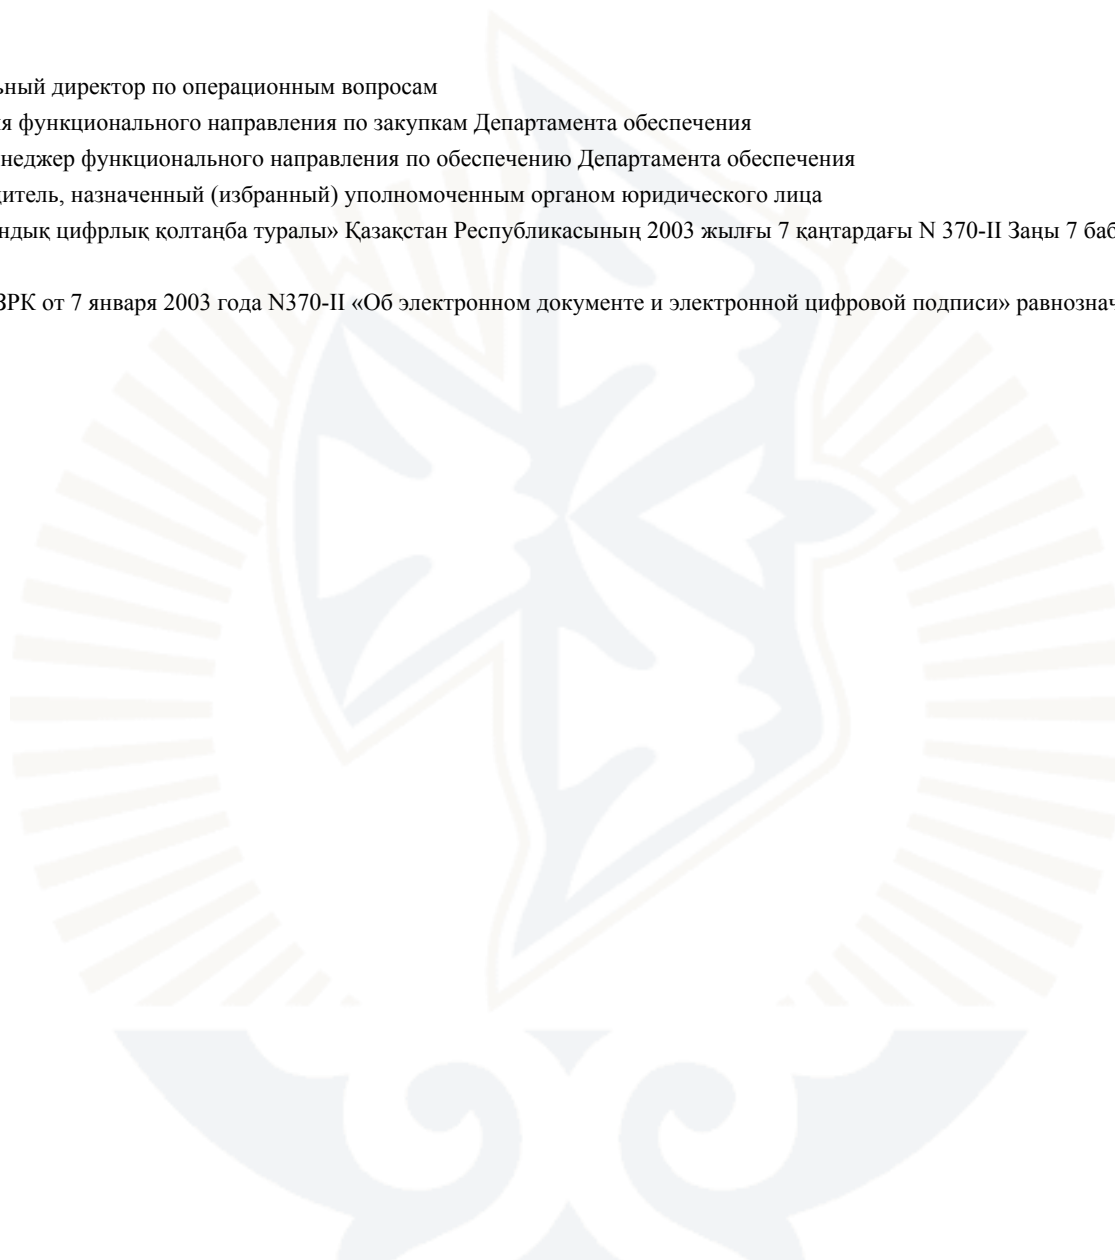 ьный директор по операционным вопросам
ия функционального направления по закупкам Департамента обеспечения
неджер функционального направления по обеспечению Департамента обеспечения
дитель, назначенный (избранный) уполномоченным органом юридического лица
ндық цифрлық қолтаңба туралы» Қазақстан Республикасының 2003 жылғы 7 қаңтардағы N 370-II Заңы 7 баб
ЗРК от 7 января 2003 года N370-II «Об электронном документе и электронной цифровой подписи» равнознач